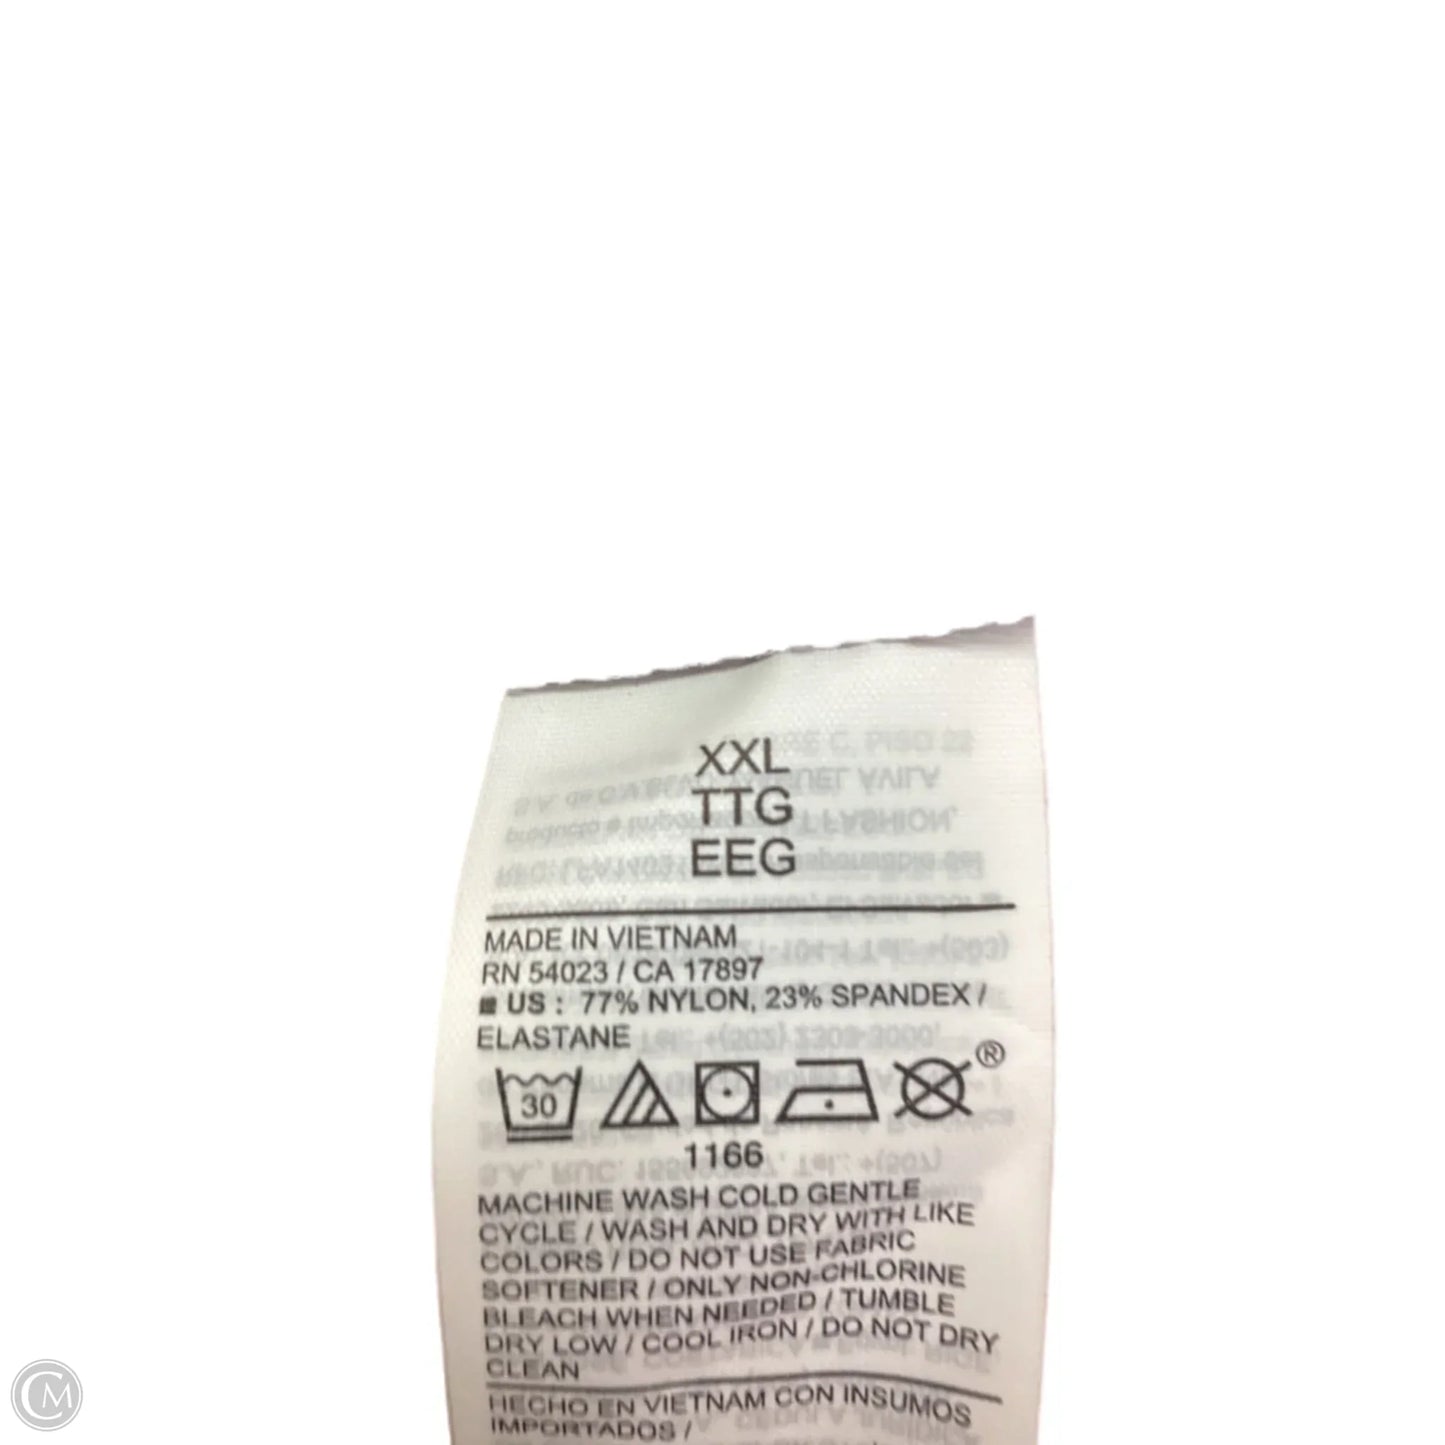 XXL
TTG
EEG
MADE IN VIETNAM
RN 54023 / CA 17897
US : 77% NYLON, 23% SPANDEX /
ELASTANE
30
®
1166
MACHINE WASH COLD GENTLE
CYCLE / WASH AND DRY WITH LIKE
COLORS / DO NOT USE FABRIC
SOFTENER / ONLY NON-CHLORINE
BLEACH WHEN NEEDED / TUMBLE
DRY LOW / COOL IRON / DO NOT DRY
CLEAN
HECHO EN VIETNAM CON INSUMOS
IMPORTADOS /
CM